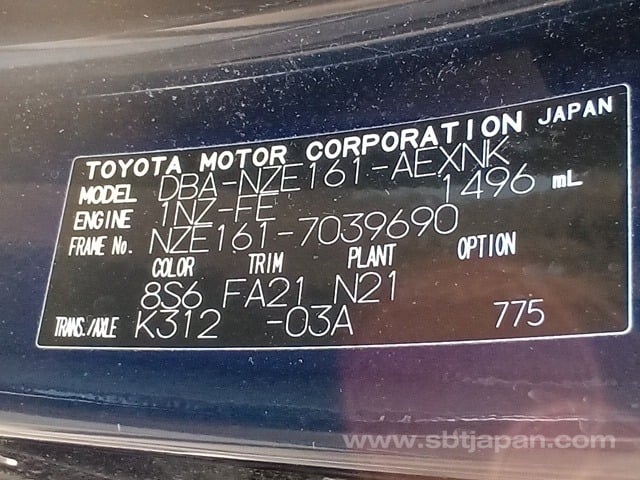 TOYOTA MOTOR CORPORATION JAPAN
MODEL DBA-NZE161-AEXNK
ENGINE 1NZ-FE 1496 mL
FRAME No. NZE161-7039690
COLOR TRIM PLANT OPTION
8S6 FA21 N21
TRANS./AXLE K312 -03A 775
www.sbtjapan.com